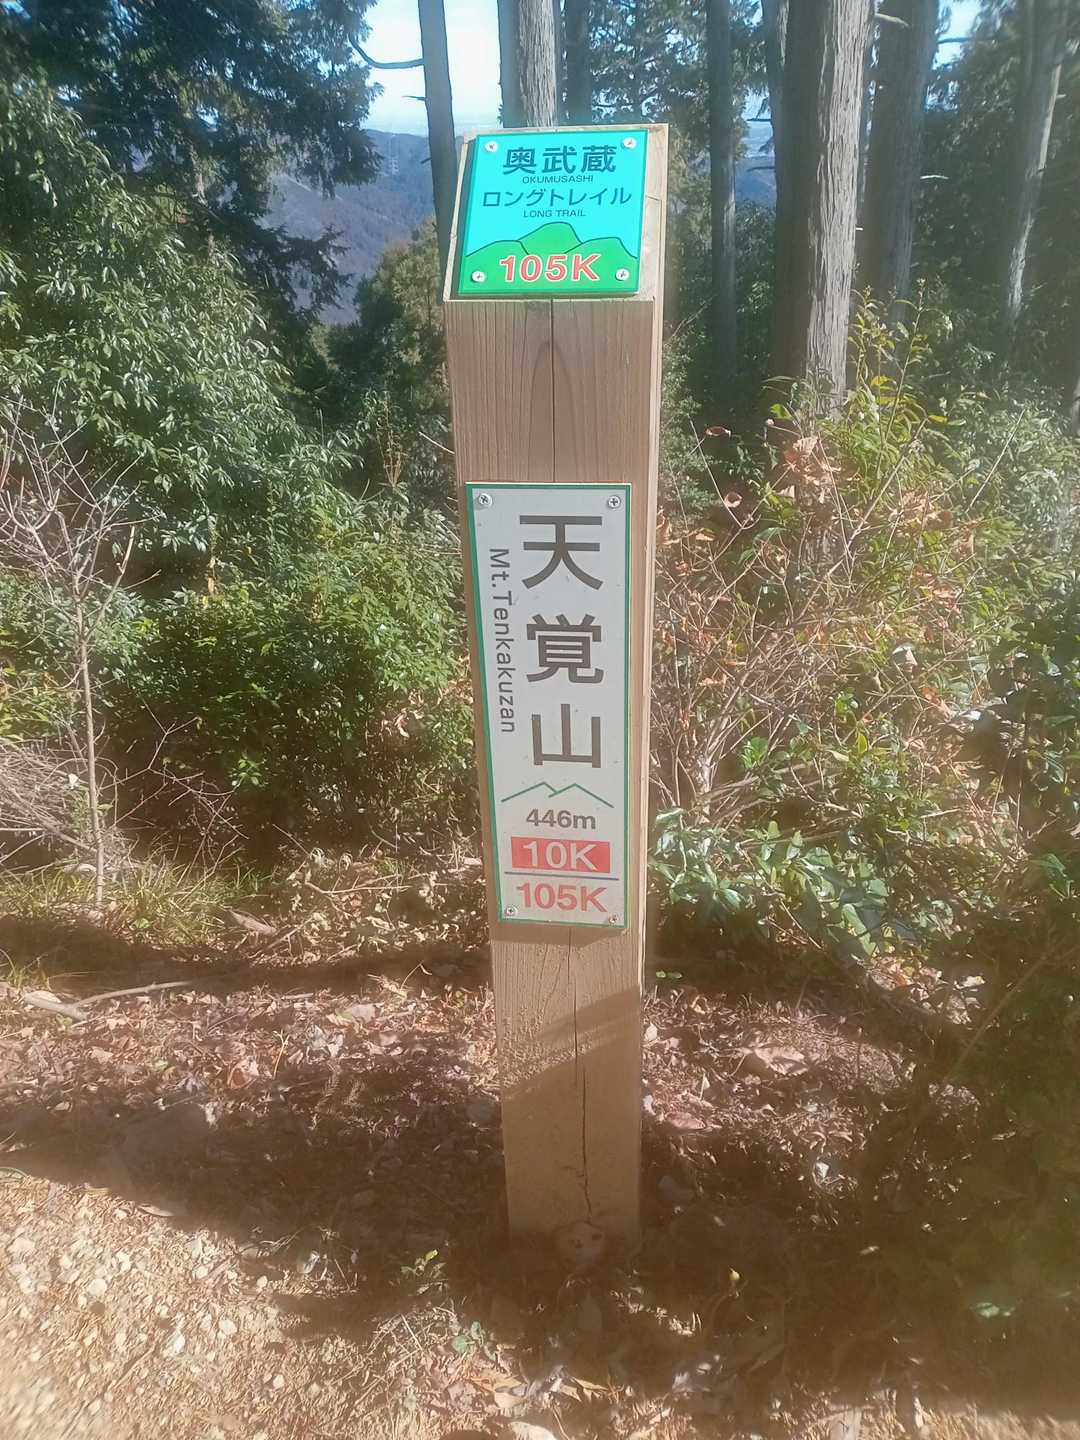 奥武蔵
OKUMUSASHI
ロングトレイル
LONG TRAIL
105K
天覚山
Mt.Tenkakuzan
446m
10K
105K